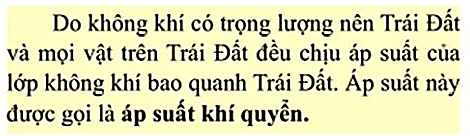 Do không khí có trọng lượng nên Trái Đất
và mọi vật trên Trái Đất đều chịu áp suất của
lớp không khí bao quanh Trái Đất. Áp suất này
được gọi là áp suất khí quyển.